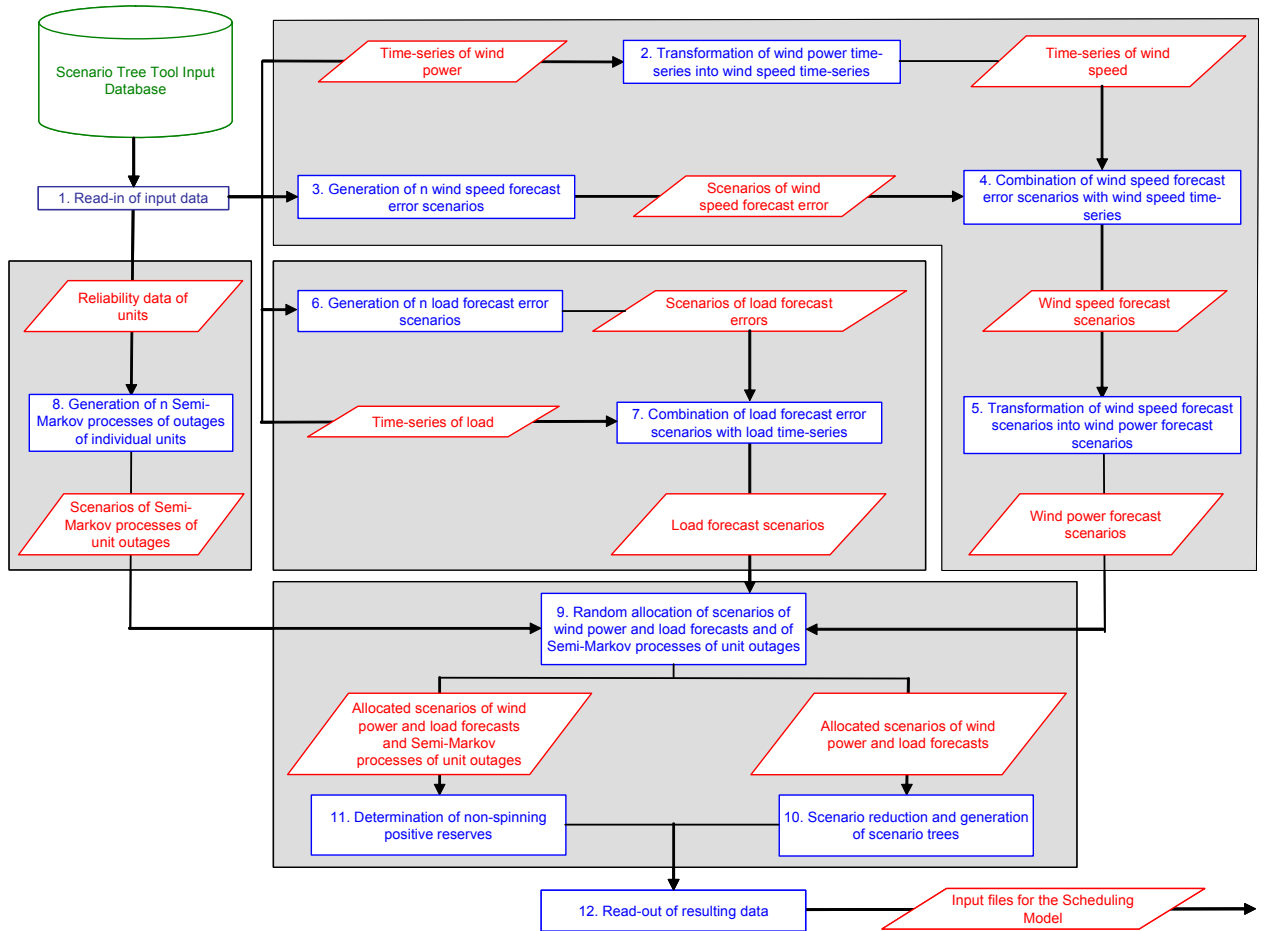 Scenario Tree Tool Input
Database
Time-series of wind
power
2. Transformation of wind power time-
series into wind speed time-series
Time-series of wind
speed
1. Read-in of input data
3. Generation of n wind speed forecast
error scenarios
Scenarios of wind
speed forecast error
4. Combination of wind speed forecast
error scenarios with wind speed time-
series
Reliability data of
units
6. Generation of n load forecast error
scenarios
Scenarios of load forecast
errors
Wind speed forecast
scenarios
8. Generation of n Semi-
Markov processes of outages
of individual units
Time-series of load
7. Combination of load forecast error
scenarios with load time-series
5. Transformation of wind speed forecast
scenarios into wind power forecast
scenarios
Scenarios of Semi-
Markov processes of
unit outages
Load forecast scenarios
Wind power forecast
scenarios
9. Random allocation of scenarios of
wind power and load forecasts and of
Semi-Markov processes of unit outages
Allocated scenarios of wind
power and load forecasts
and Semi-Markov
processes of unit outages
Allocated scenarios of wind
power and load forecasts
11. Determination of non-spinning
positive reserves
10. Scenario reduction and generation
of scenario trees
12. Read-out of resulting data
Input files for the Scheduling
Model